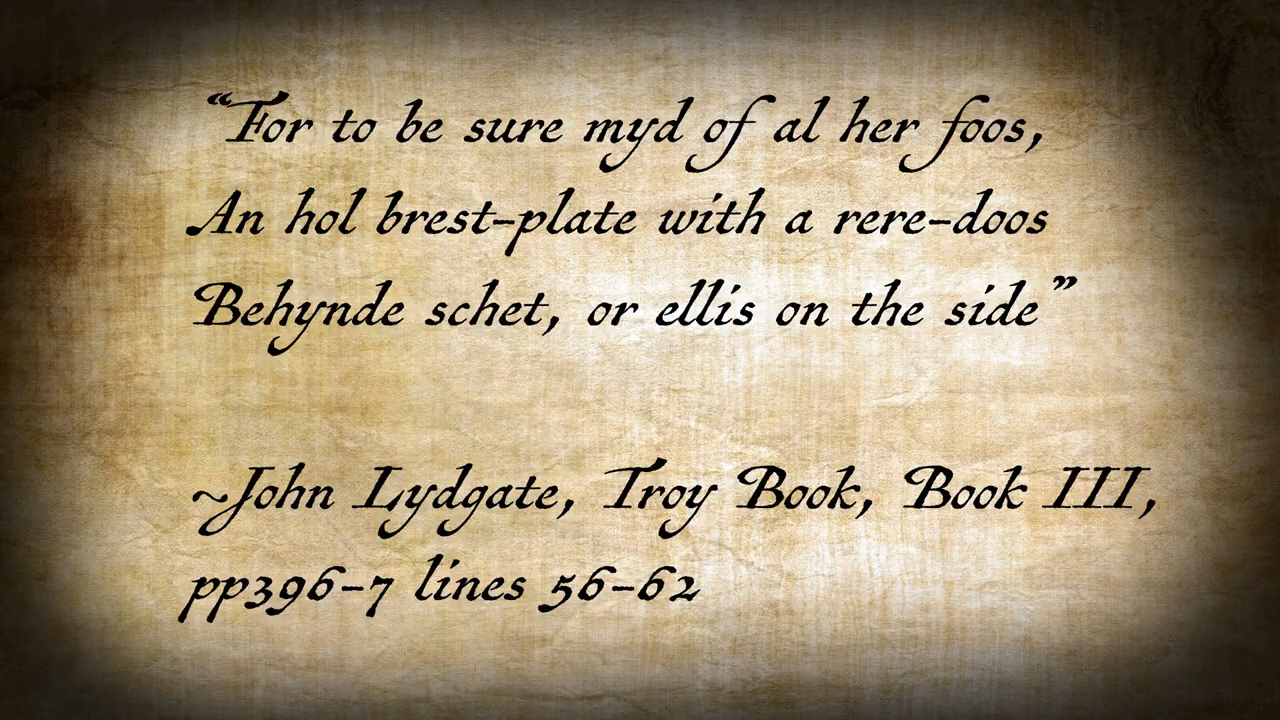 “For to be sure myd of al her foos,
An hol brest-plate with a rere-doos
Behynde schet, or ellis on the side”
~John Lydgate, Troy Book, Book III,
pp396-7 lines 56-62